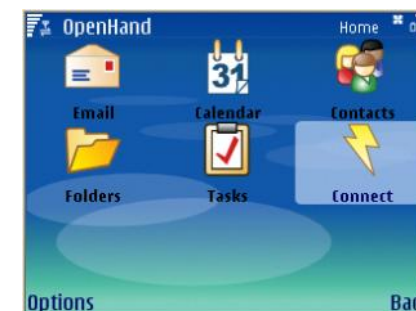 OpenHand Home
31
Email Calendar Contacts
Folders Tasks Connect
Options